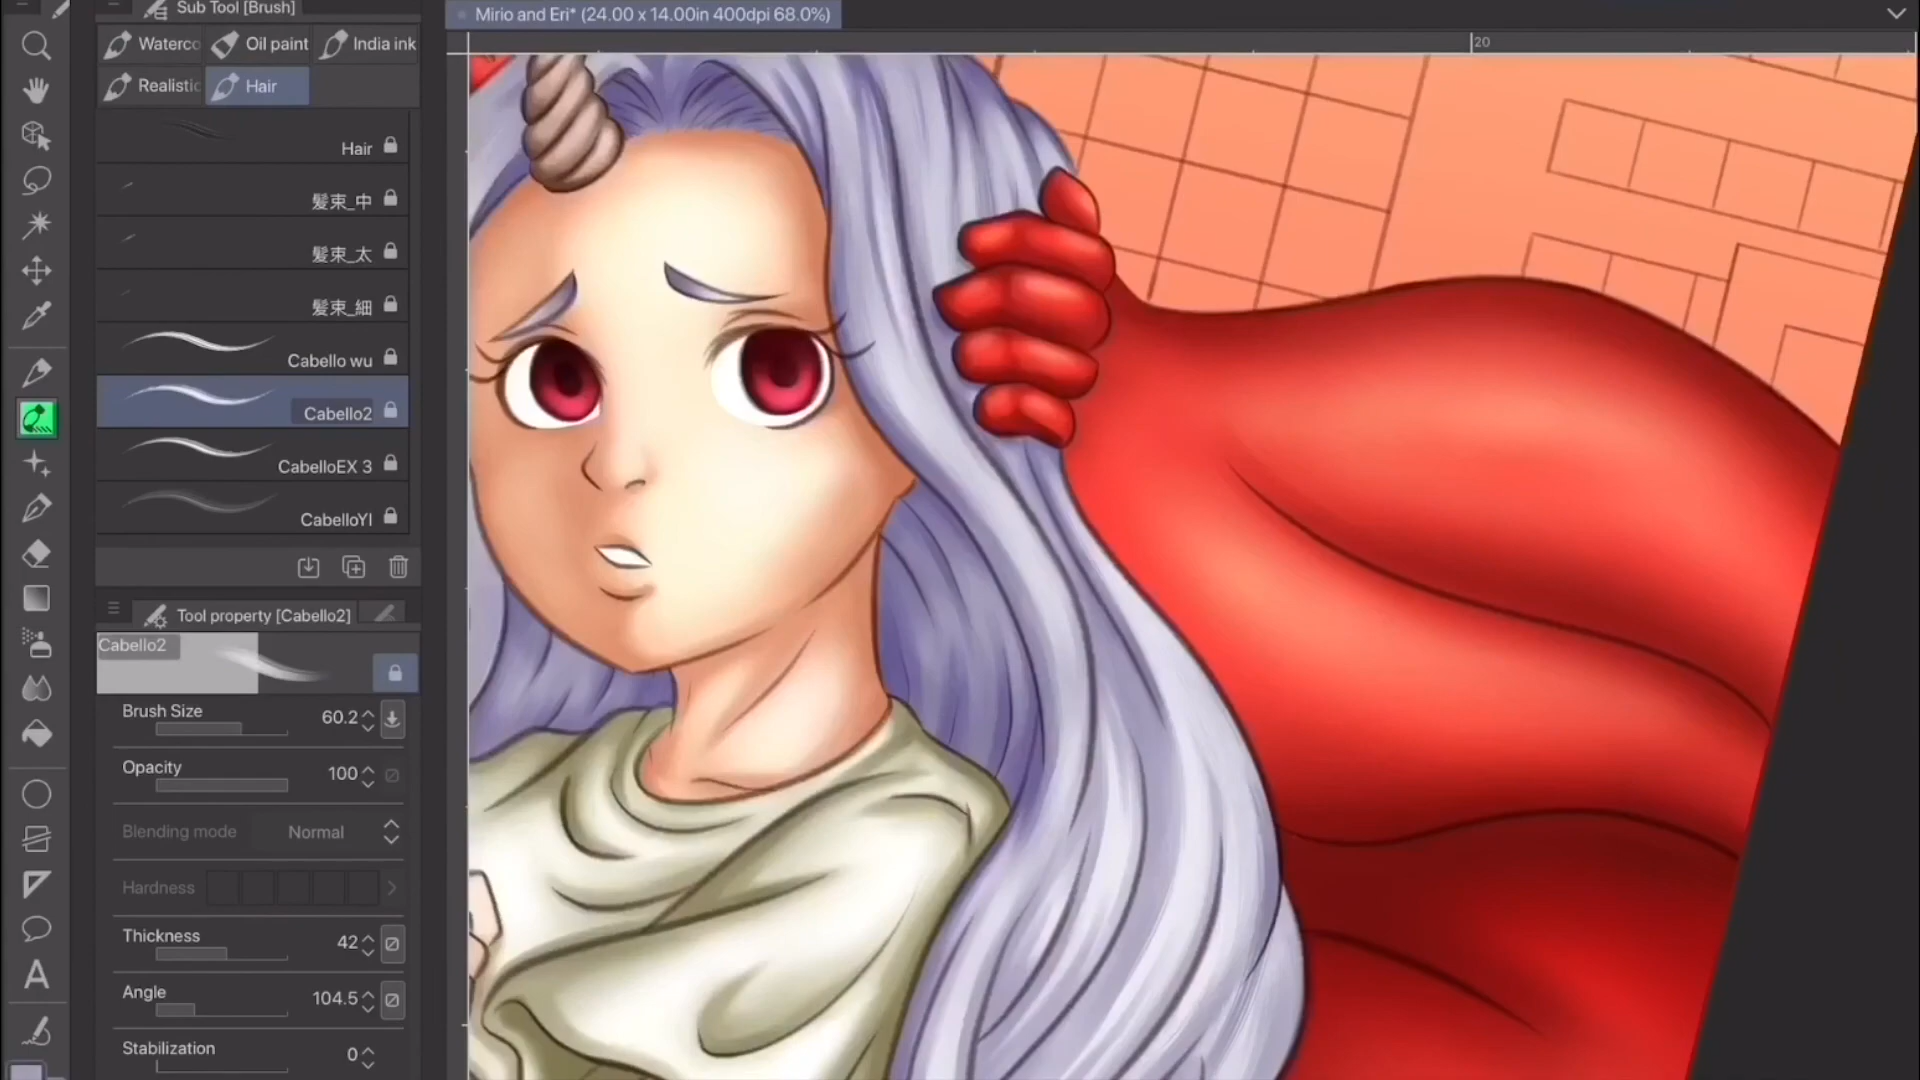 Sub Tool [Brush]
Mirio and Eri* (24.00 x 14.00in 400dpi 68.0%)
Waterco
Oil paint
India ink
20
Realistic
Hair
Hair
髪束_中
髪束_太
髪束_細
Cabello wu
Cabello2
CabelloEX 3
CabelloYI
Tool property [Cabello2]
Cabello2
Brush Size
60.2
Opacity
100
Blending mode
Normal
Hardness
Thickness
42
Angle
104.5
Stabilization
0